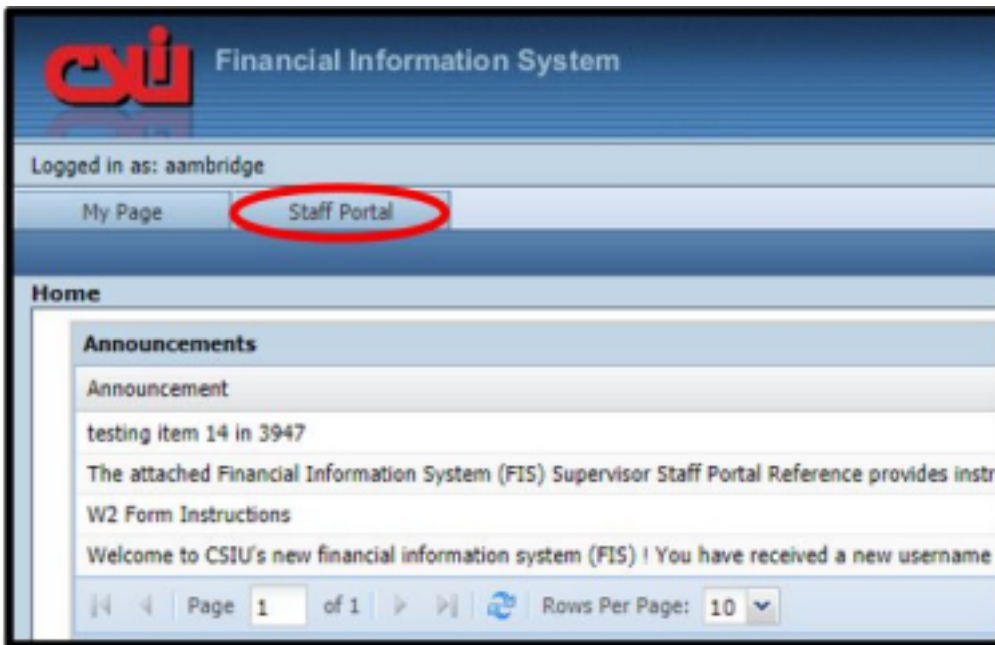 CSIU Financial Information System
Logged in as: aambridge
My Page Staff Portal
Home
Announcements
Announcement
testing item 14 in 3947
The attached Financial Information System (FIS) Supervisor Staff Portal Reference provides instr
W2 Form Instructions
Welcome to CSIU's new financial information system (FIS) ! You have received a new username
Page 1 of 1 Rows Per Page: 10